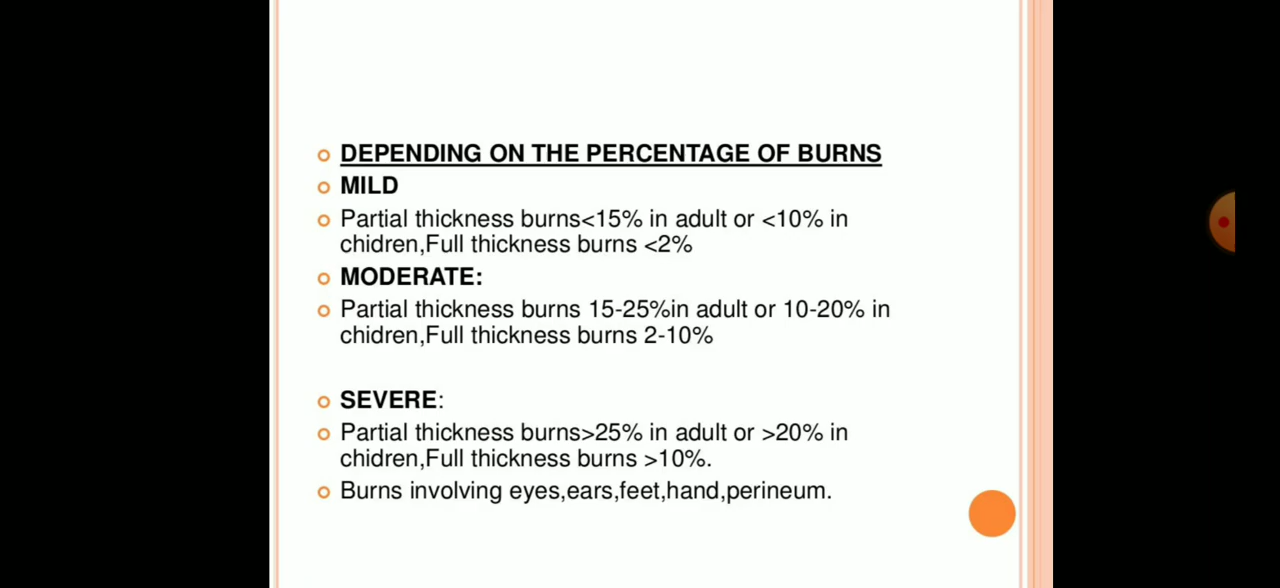 DEPENDING ON THE PERCENTAGE OF BURNS
MILD
Partial thickness burns<15% in adult or <10% in
chidren,Full thickness burns <2%
MODERATE:
Partial thickness burns 15-25%in adult or 10-20% in
chidren,Full thickness burns 2-10%
SEVERE:
Partial thickness burns>25% in adult or >20% in
chidren,Full thickness burns >10%.
Burns involving eyes,ears,feet,hand,perineum.